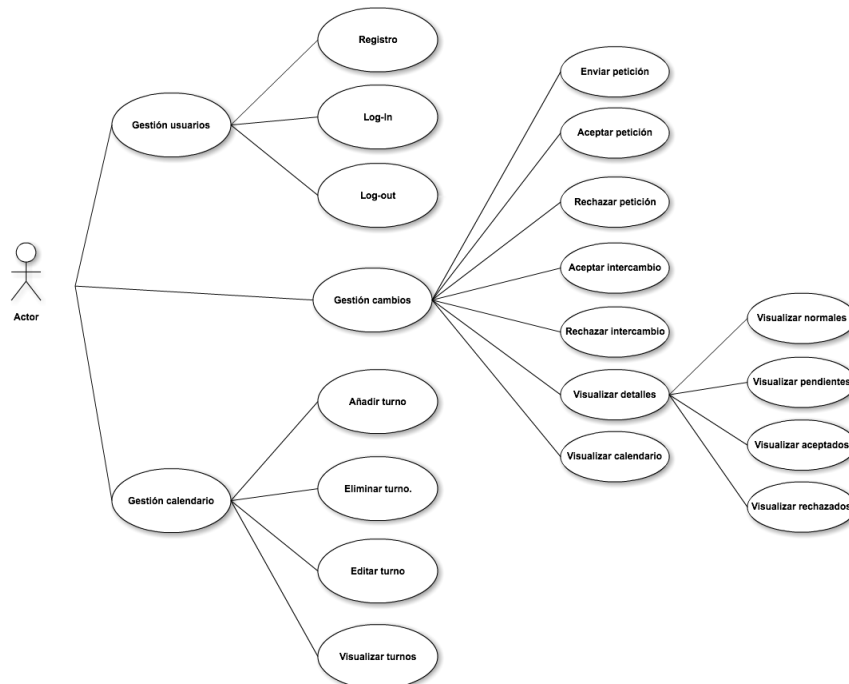 Registro
Log-In
Log-out
Gestión usuarios
Actor
Gestión cambios
Enviar petición
Aceptar petición
Rechazar petición
Aceptar intercambio
Rechazar intercambio
Visualizar detalles
Visualizar calendario
Visualizar normales
Visualizar pendientes
Visualizar aceptados
Visualizar rechazados
Gestión calendario
Añadir turno
Eliminar turno.
Editar turno
Visualizar turnos